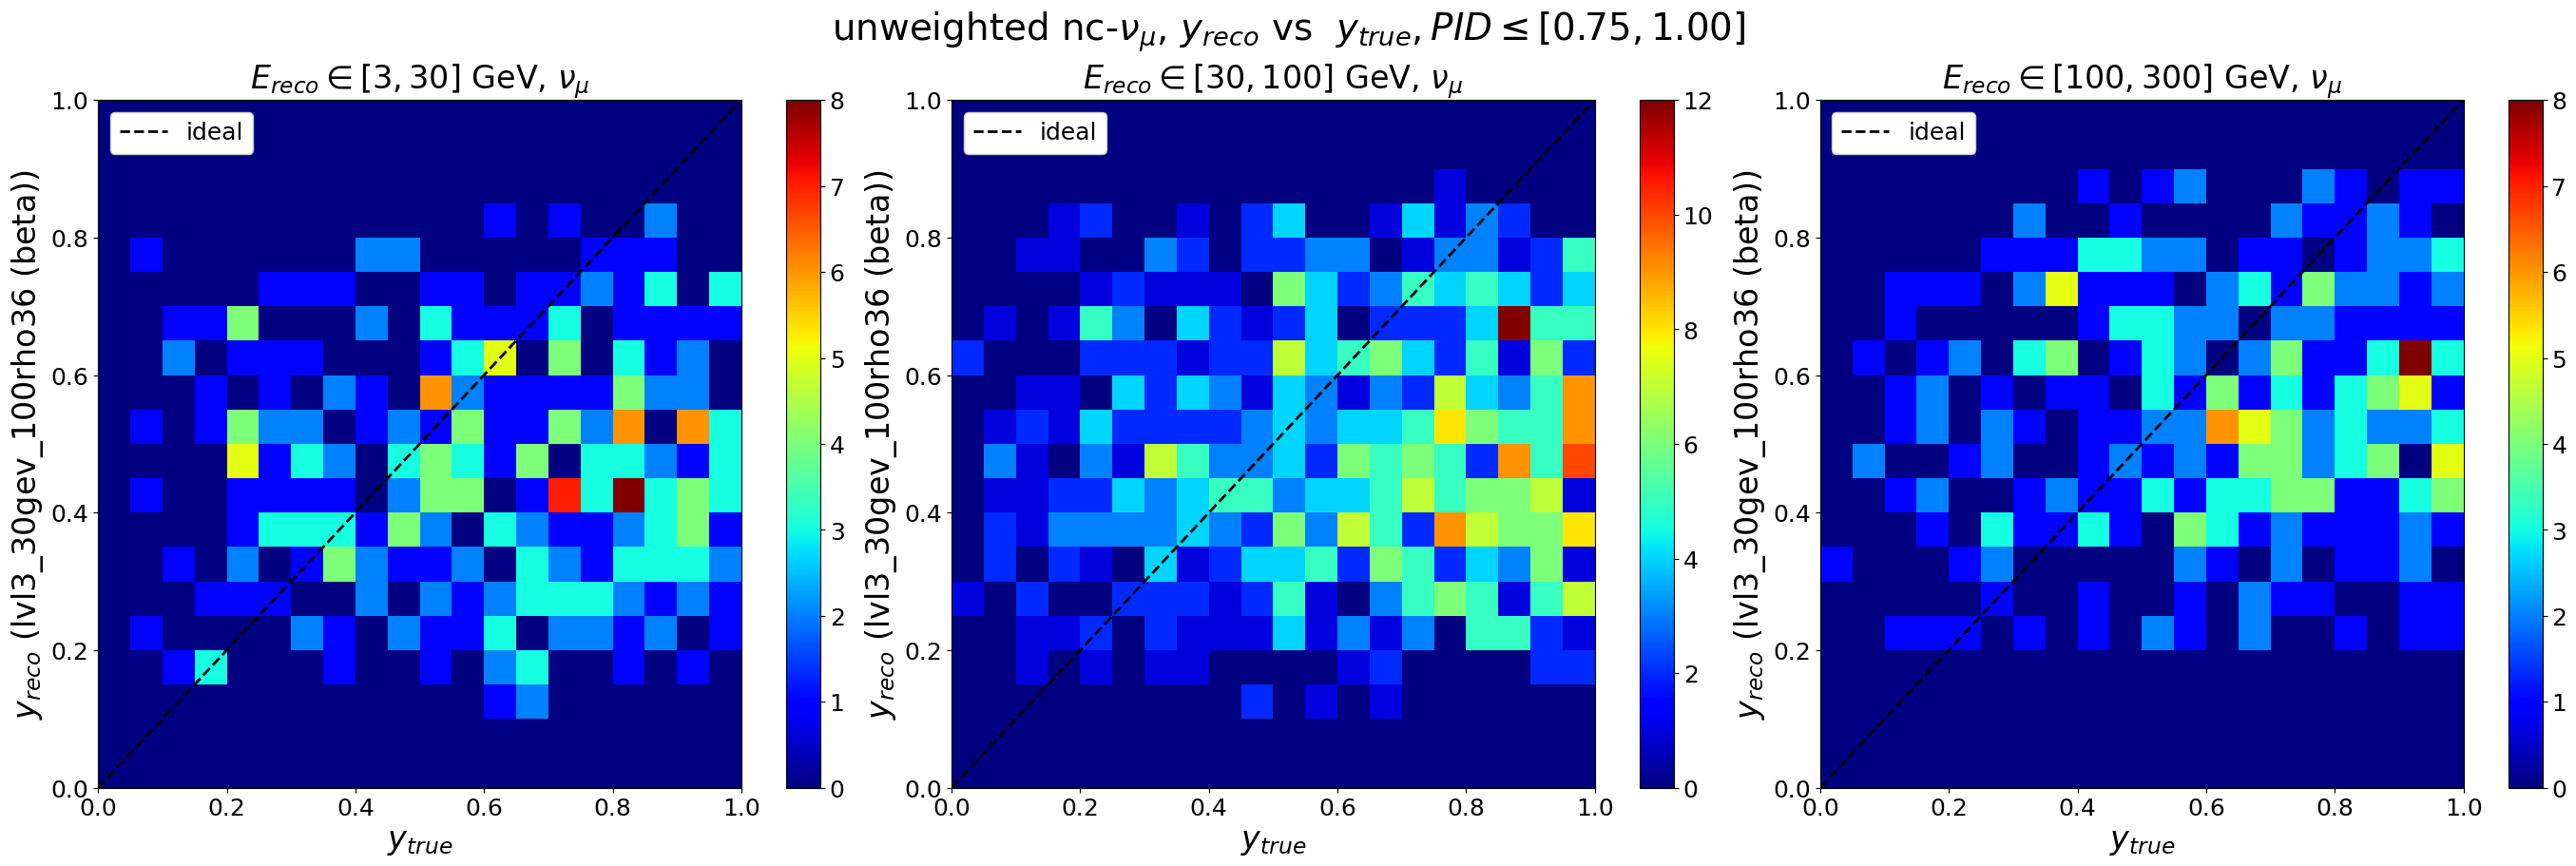 unweighted nc-ν_μ, y_reco vs y_true, PID ≤ [0.75, 1.00]
E_reco ∈ [3, 30] GeV, ν_μ
E_reco ∈ [30, 100] GeV, ν_μ
E_reco ∈ [100, 300] GeV, ν_μ
ideal
ideal
ideal
y_reco (lvl3_30gev_100rho36 (beta))
1.0
0.8
0.6
0.4
0.2
0.0
0.0 0.2 0.4 0.6 0.8 1.0
y_true
8
7
6
5
4
3
2
1
0
y_reco (lvl3_30gev_100rho36 (beta))
1.0
0.8
0.6
0.4
0.2
0.0
0.0 0.2 0.4 0.6 0.8 1.0
y_true
12
10
8
6
4
2
0
y_reco (lvl3_30gev_100rho36 (beta))
1.0
0.8
0.6
0.4
0.2
0.0
0.0 0.2 0.4 0.6 0.8 1.0
y_true
8
7
6
5
4
3
2
1
0